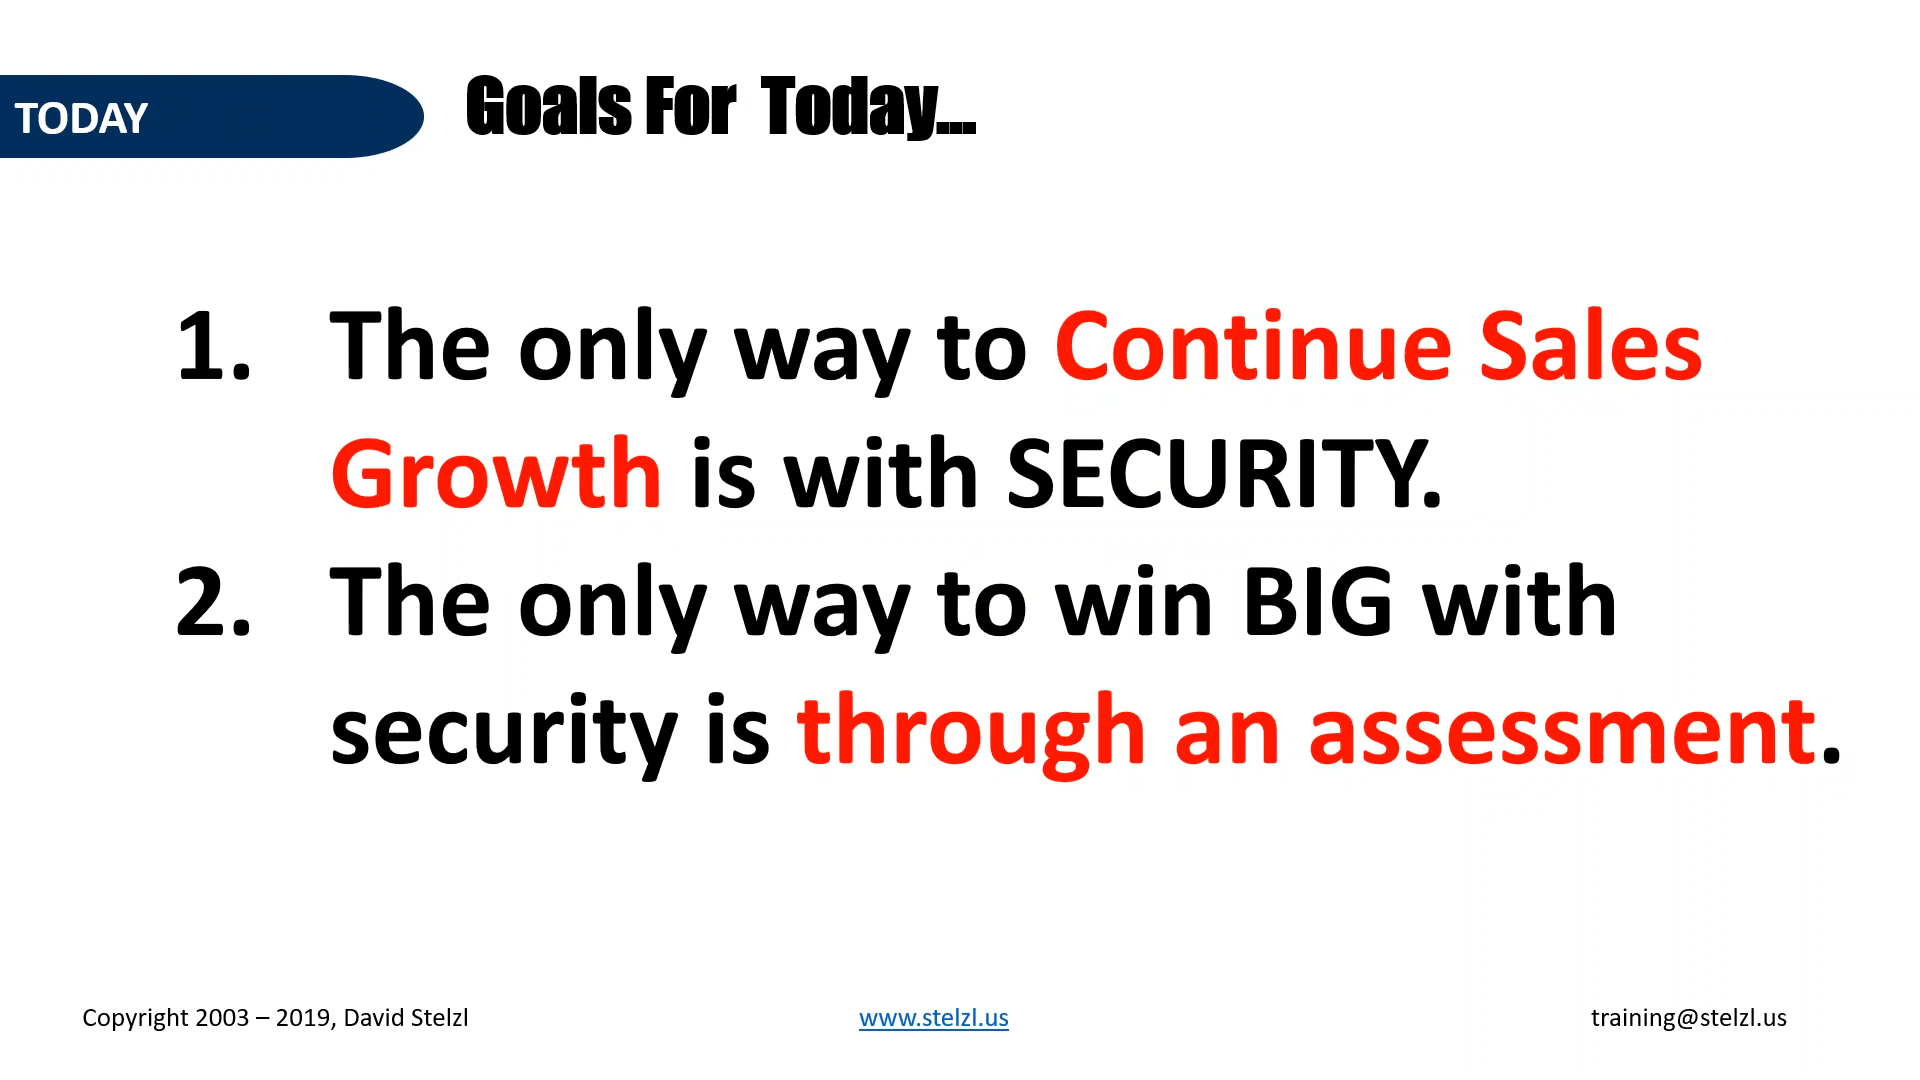 TODAY
Goals For Today...
1. The only way to Continue Sales
Growth is with SECURITY.
2. The only way to win BIG with
security is through an assessment.
Copyright 2003 – 2019, David Stelzl
www.stelzl.us
training@stelzl.us